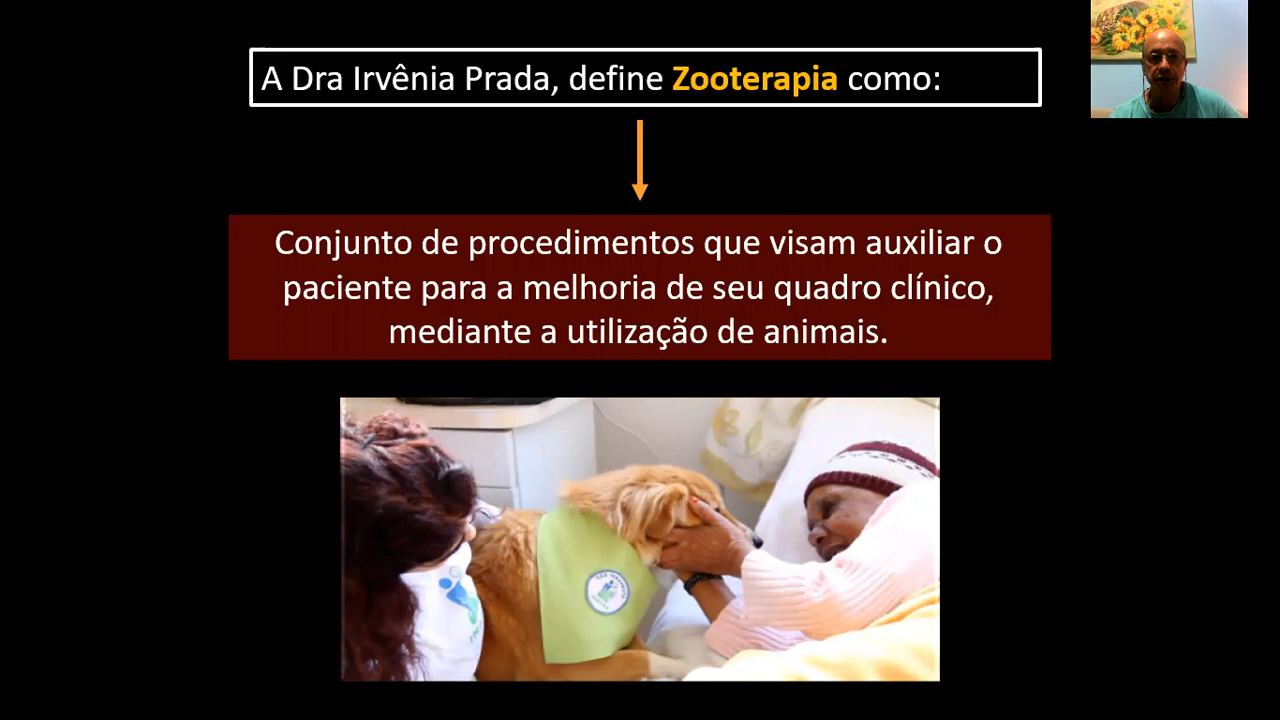 A Dra Irvênia Prada, define Zooterapia como:
Conjunto de procedimentos que visam auxiliar o
paciente para a melhoria de seu quadro clínico,
mediante a utilização de animais.